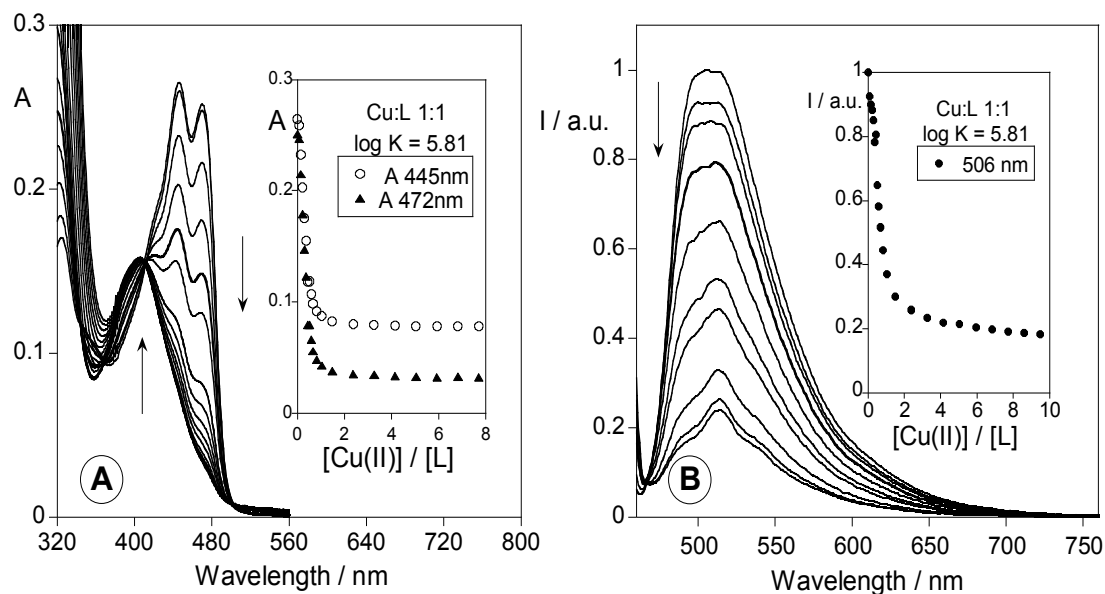 0.3
A
0.2
0.1
0
320 400 480 560 640 720 800
Wavelength / nm
A
0.3
A
0.2
0.1
0
0 2 4 6 8
[Cu(II)] / [L]
Cu:L 1:1
log K = 5.81
A 445nm
A 472nm
1
I / a.u.
0.8
0.6
0.4
0.2
0
500 550 600 650 700 750
Wavelength / nm
B
1
I / a.u.
0.8
0.6
0.4
0.2
0
0 2 4 6 8 10
[Cu(II)] / [L]
Cu:L 1:1
log K = 5.81
506 nm